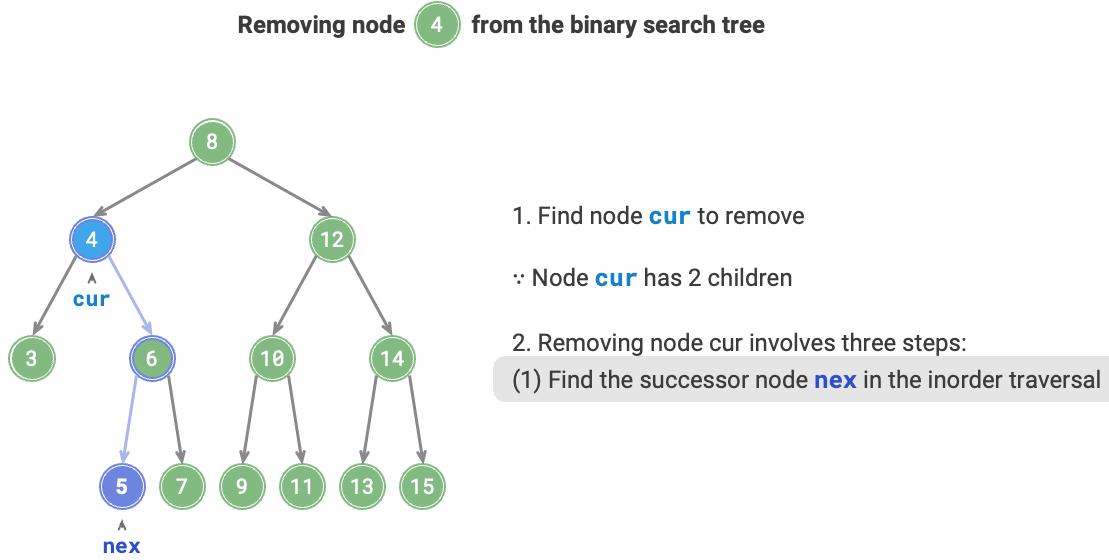 Removing node 4 from the binary search tree
8
4
12
cur
3
6
10
14
5
7
9
11
13
15
nex
1. Find node cur to remove
∵ Node cur has 2 children
2. Removing node cur involves three steps:
(1) Find the successor node nex in the inorder traversal